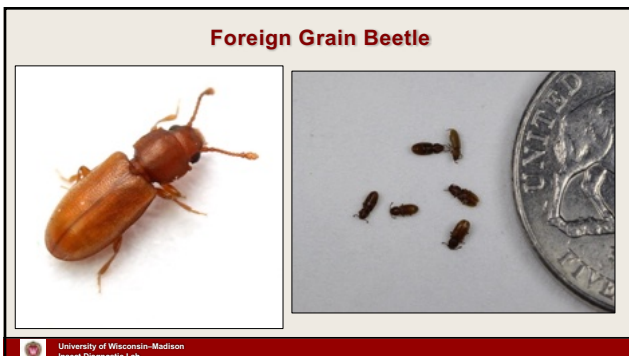 Foreign Grain Beetle
UNITED
FIVE
University of Wisconsin–Madison
Insect Diagnostic Lab